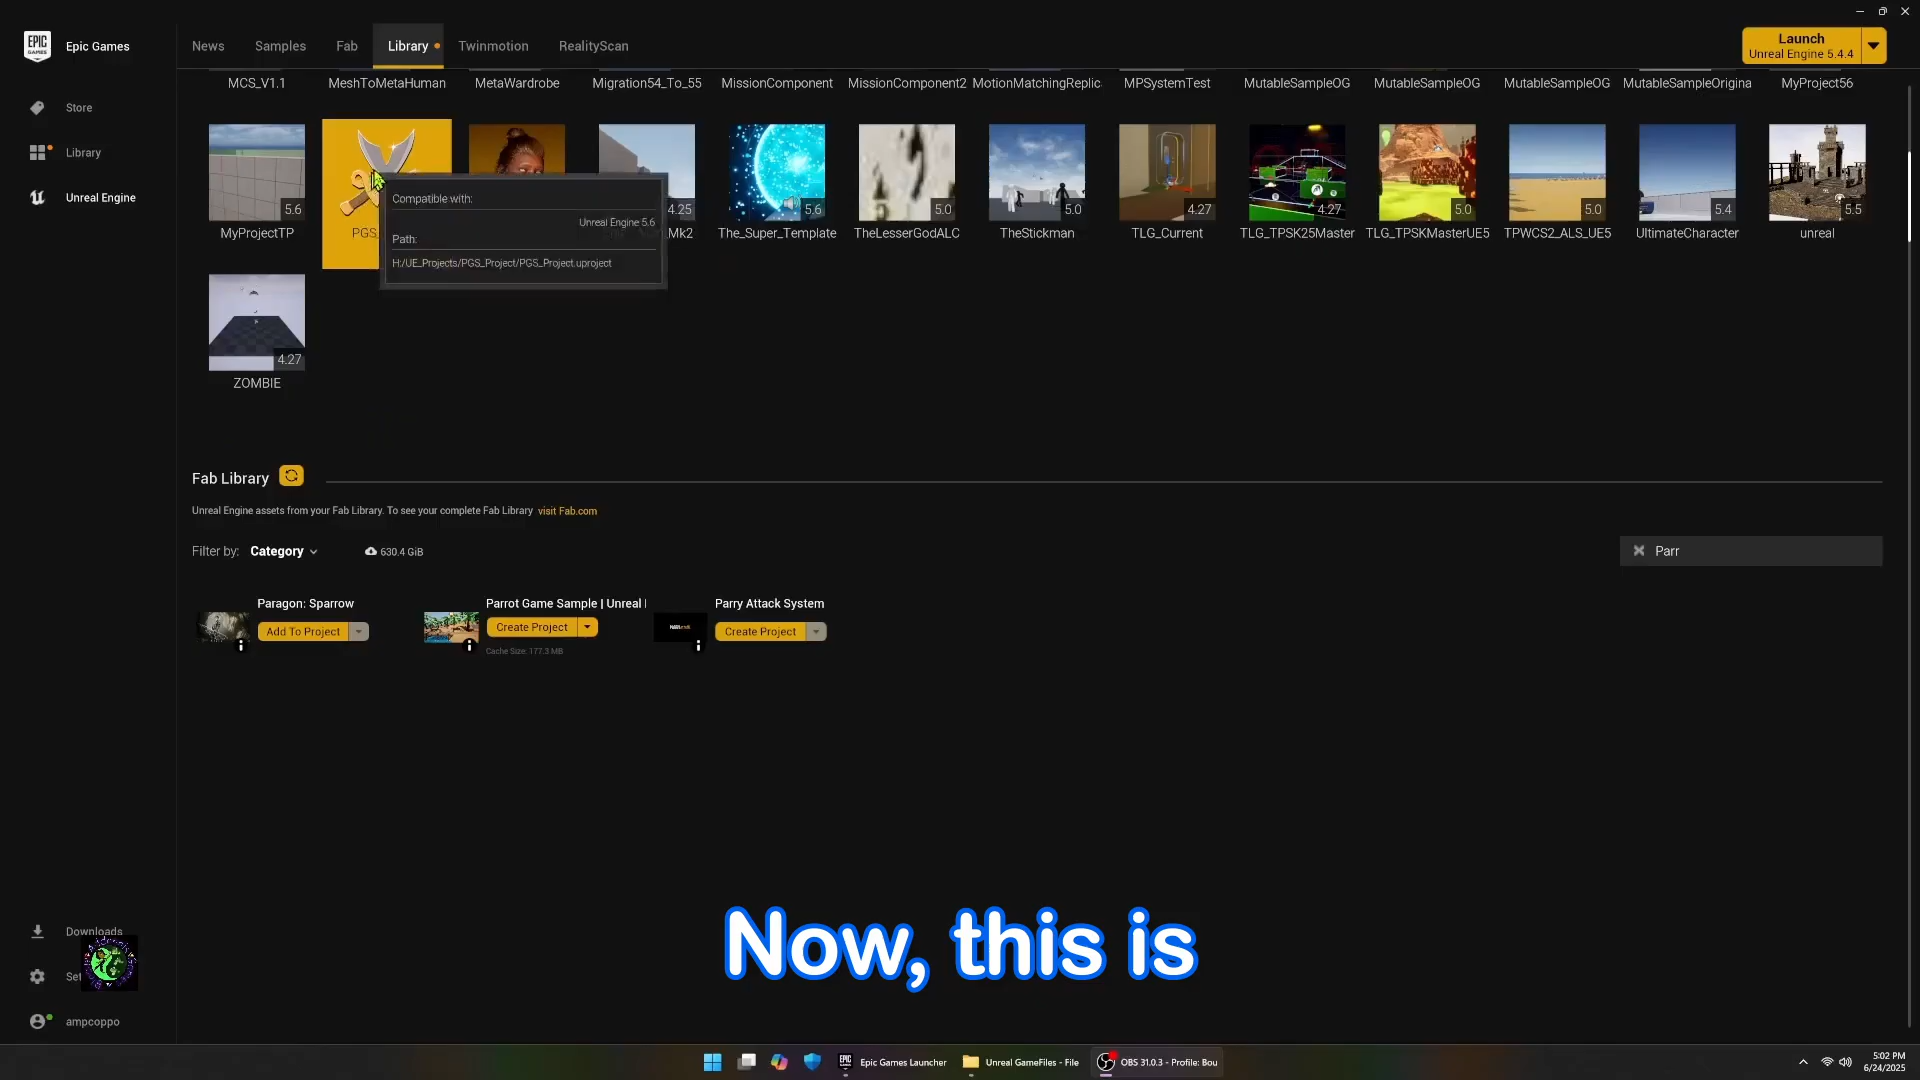 EPIC GAMES
Epic Games
News
Samples
Fab
Library
Twinmotion
RealityScan
Launch
Unreal Engine 5.4.4
Store
Library
Unreal Engine
MCS_V1.1
MeshToMetaHuman
MetaWardrobe
Migration54_To_55
MissionComponent
MissionComponent2
MotionMatchingReplic
MPSystemTest
MutableSampleOG
MutableSampleOG
MutableSampleOG
MutableSampleOrigina
MyProject56
5.6
4.25
5.6
5.0
5.0
4.27
4.27
5.0
5.0
5.4
5.5
MyProjectTP
PGS
Mk2
The_Super_Template
TheLesserGodALC
TheStickman
TLG_Current
TLG_TPSK25Master
TLG_TPSKMasterUE5
TPWCS2_ALS_UE5
UltimateCharacter
unreal
Compatible with:
Unreal Engine 5.6
Path:
H:/UE_Projects/PGS_Project/PGS_Project.uproject
4.27
ZOMBIE
Fab Library
Unreal Engine assets from your Fab Library. To see your complete Fab Library visit Fab.com
Filter by: Category
630.4 GiB
Parr
Paragon: Sparrow
Add To Project
Parrot Game Sample | Unreal
Create Project
Cache Size: 177.3 MB
Parry Attack System
Create Project
Now, this is
Downloads
Set
ampcoppo
Epic Games Launcher
Unreal GameFiles - File
OBS 31.0.3 - Profile: Bou
5:02 PM
6/24/2025